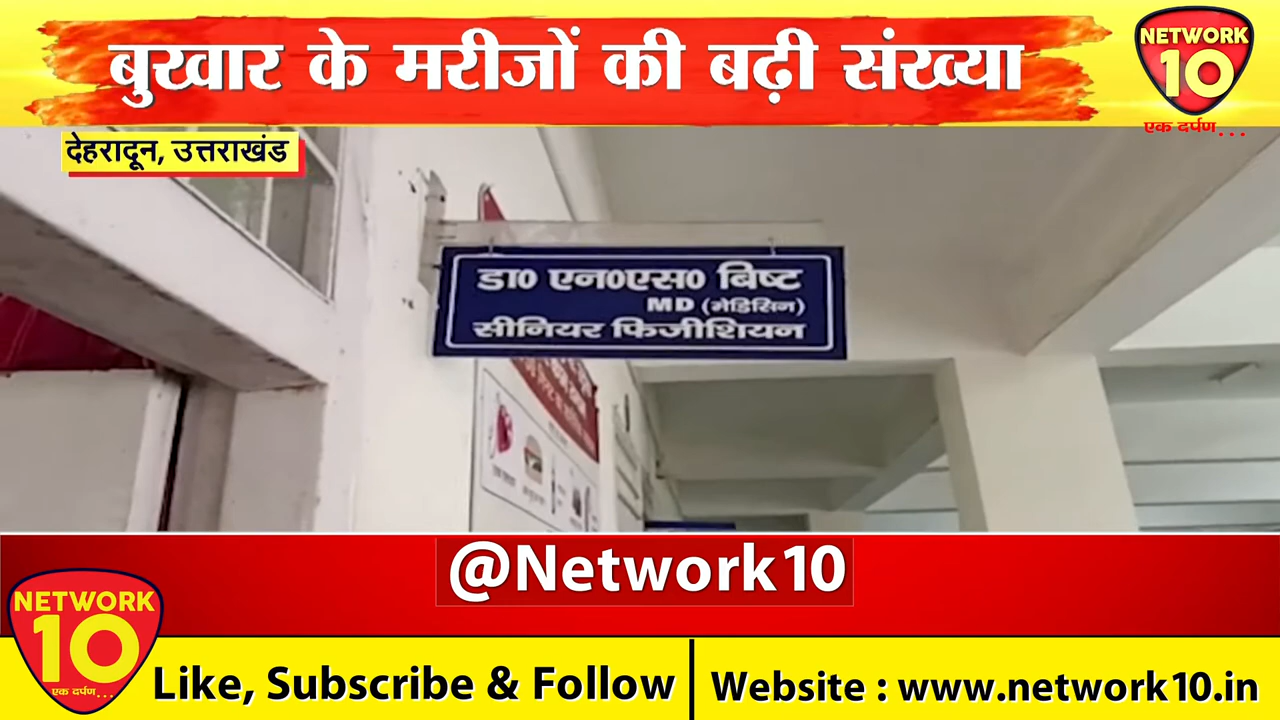 बुखार के मरीजों की बढ़ी संख्या
NETWORK
10
एक दर्पण...
देहरादून, उत्तराखंड
डा० एन०एस० बिष्ट
MD (मेडिसिन)
सीनियर फिजीशियन
@Network10
NETWORK
10
एक दर्पण...
Like, Subscribe & Follow
Website : www.network10.in